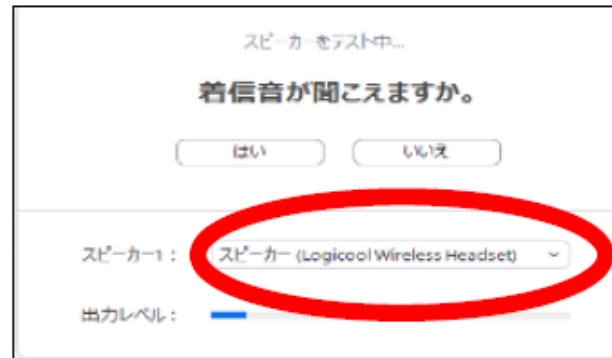 スピーカーをテスト中...
着信音が聞こえますか。
はい いいえ
スピーカー1： スピーカー (Logicool Wireless Headset)
出力レベル：